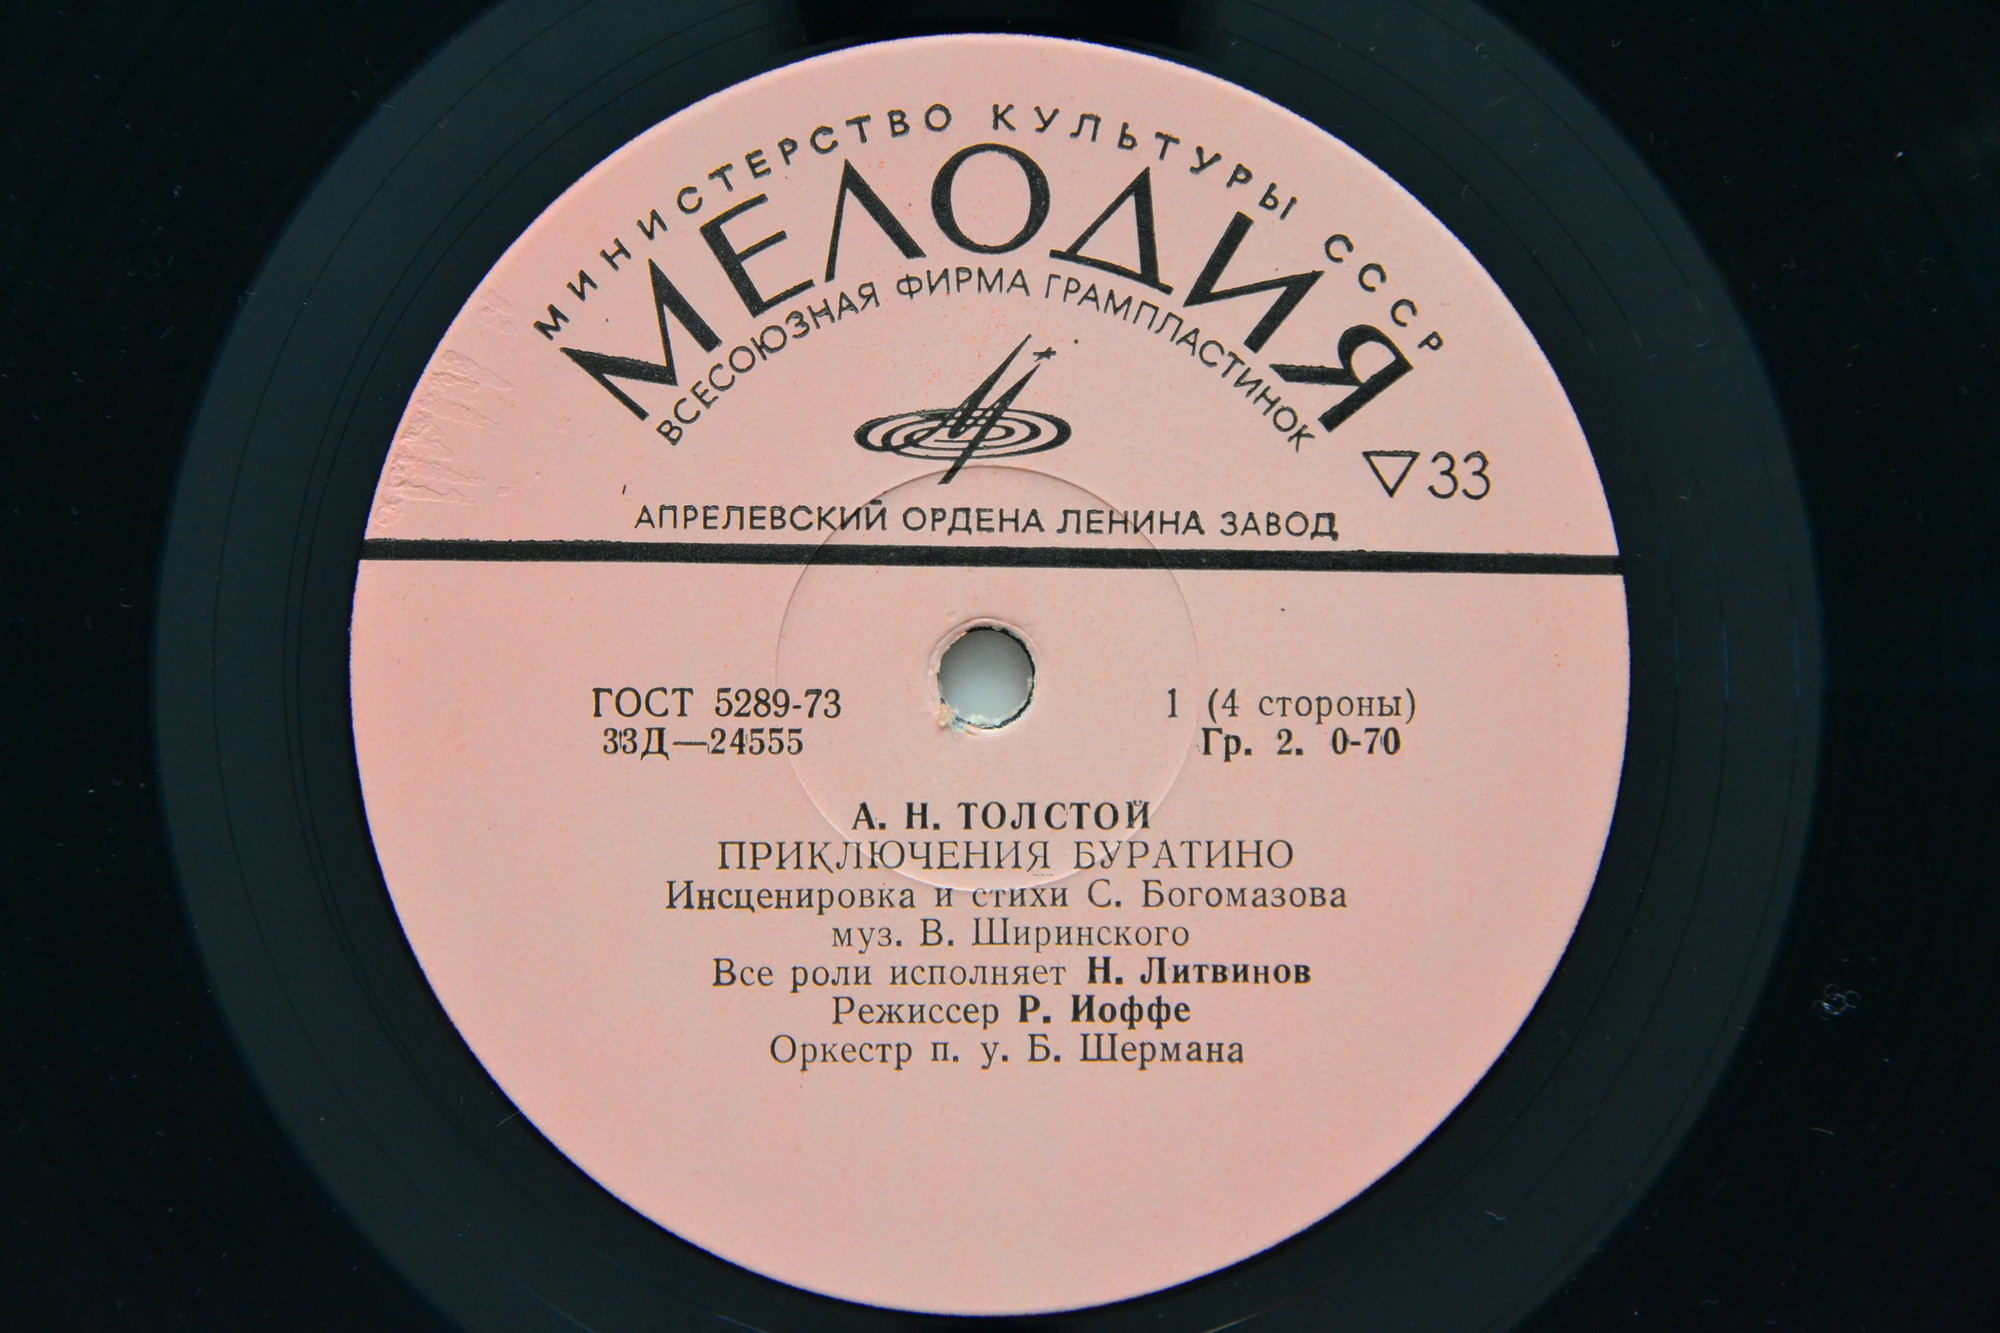 МИНИСТЕРСТВО КУЛЬТУРЫ СССР
МЕЛОДИЯ
ВСЕСОЮЗНАЯ ФИРМА ГРАМПЛАСТИНОК
▽33
АПРЕЛЕВСКИЙ ОРДЕНА ЛЕНИНА ЗАВОД
ГОСТ 5289-73
33Д—24555
1 (4 стороны)
Гр. 2. 0-70
А. Н. ТОЛСТОЙ
ПРИКЛЮЧЕНИЯ БУРАТИНО
Инсценировка и стихи С. Богомазова
муз. В. Ширинского
Все роли исполняет Н. Литвинов
Режиссер Р. Иоффе
Оркестр п. у. Б. Шермана